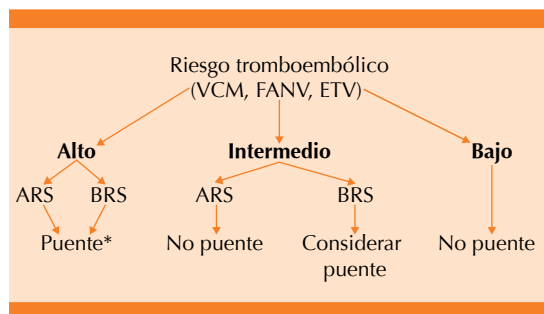 Riesgo tromboembólico
(VCM, FANV, ETV)
Alto
Intermedio
Bajo
ARS
BRS
ARS
BRS
Puente*
No puente
Considerar
puente
No puente